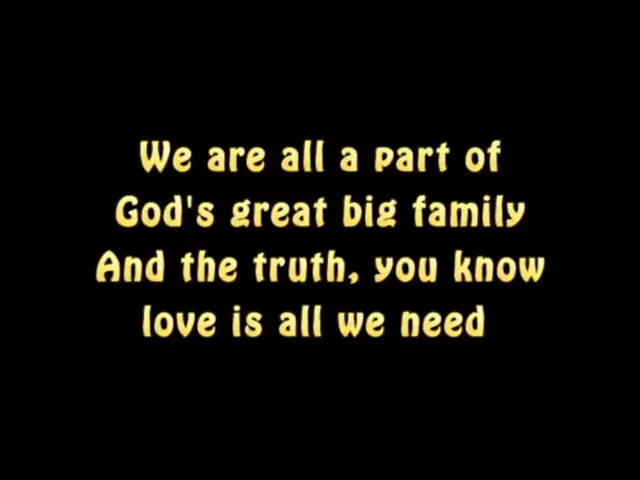 We are all a part of
God's great big family
And the truth, you know
love is all we need